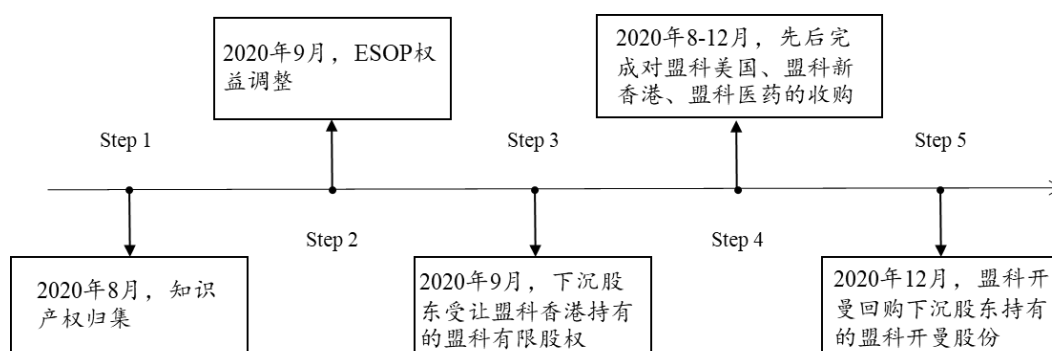 2020年9月，ESOP权
益调整
2020年8-12月，先后完
成对盟科美国、盟科新
香港、盟科医药的收购
Step 1
Step 3
Step 5
Step 2
Step 4
2020年8月，知识
产权归集
2020年9月，下沉股
东受让盟科香港持有
的盟科有限股权
2020年12月，盟科开
曼回购下沉股东持有
的盟科开曼股份